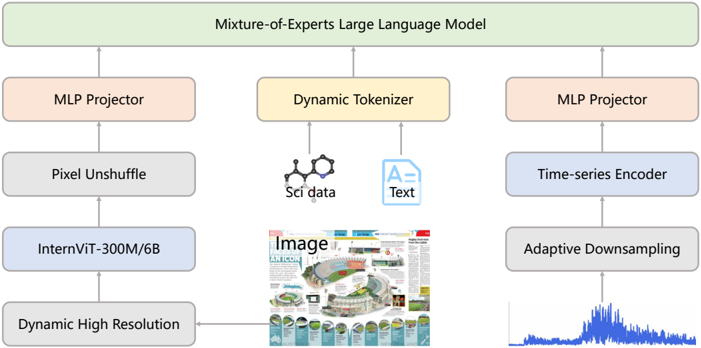 Mixture-of-Experts Large Language Model
MLP Projector
Dynamic Tokenizer
MLP Projector
Pixel Unshuffle
Sci data
Text
Time-series Encoder
InternViT-300M/6B
Image
Adaptive Downsampling
Dynamic High Resolution